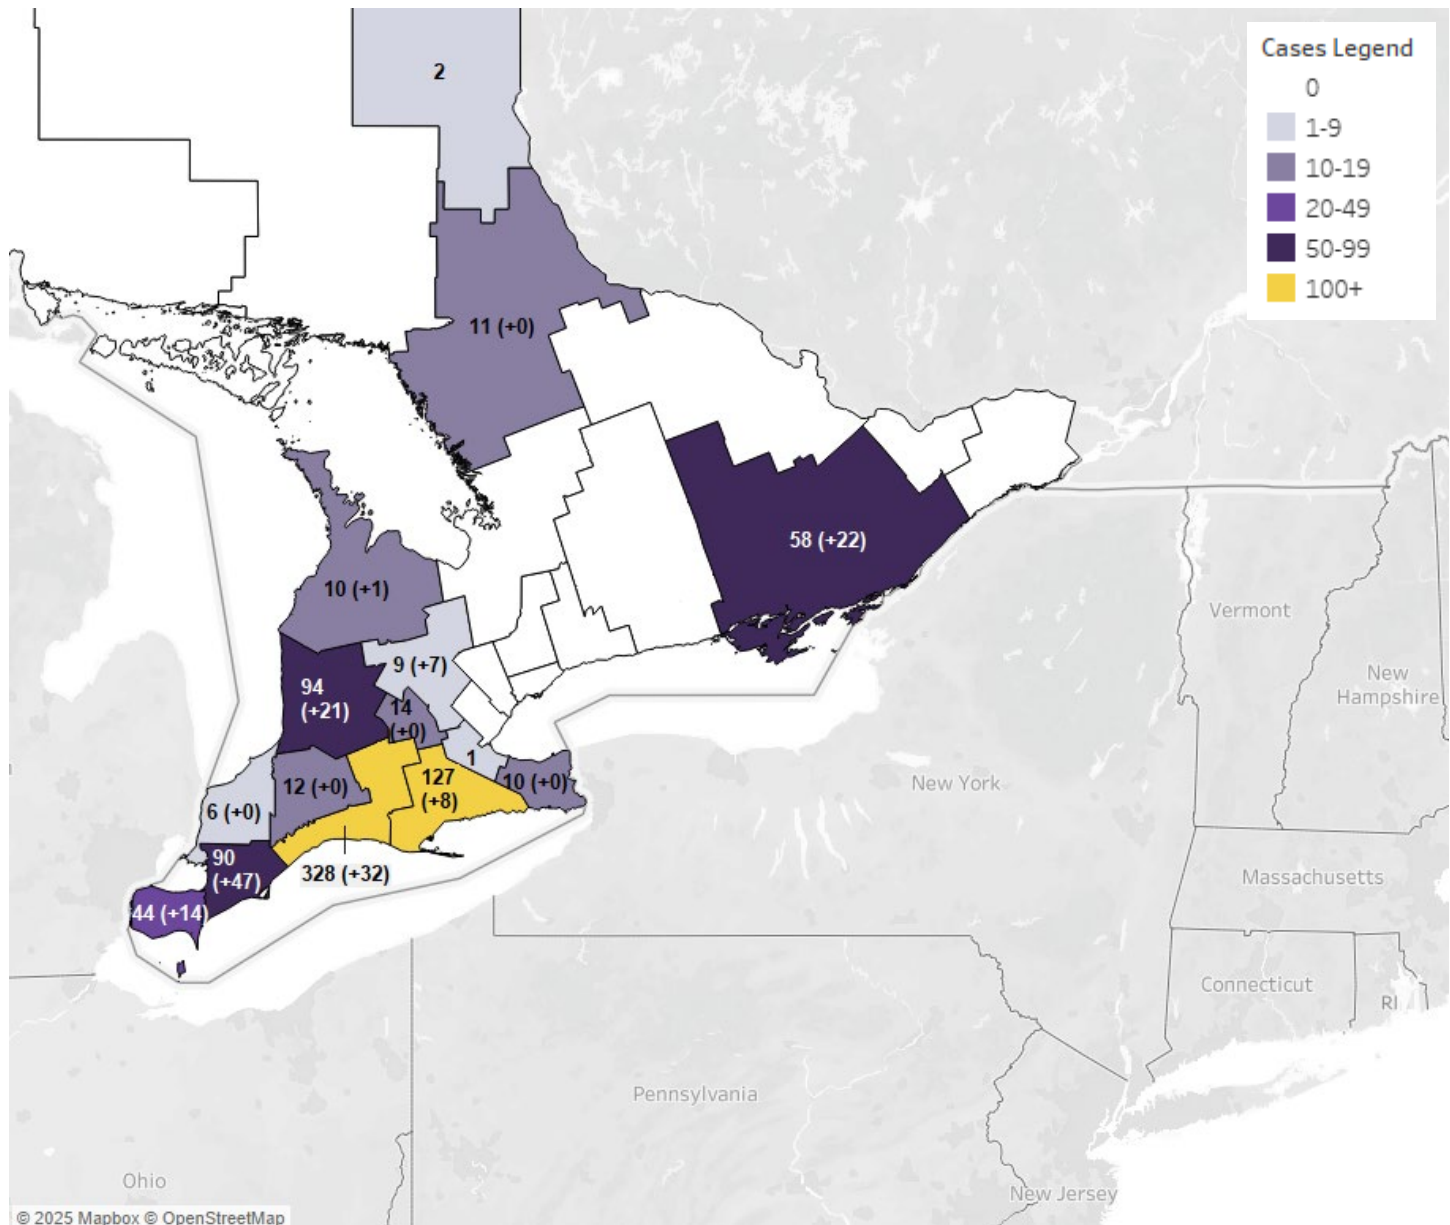 Cases Legend
0
1-9
10-19
20-49
50-99
100+
2
11 (+0)
58 (+22)
10 (+1)
9 (+7)
94
(+21)
14
(+0)
1
127
(+8)
10 (+0)
12 (+0)
6 (+0)
328 (+32)
90
(+47)
44 (+14)
Vermont
New
Hampshire
New York
Massachusetts
Connecticut
RI
Pennsylvania
Ohio
New Jersey
© 2025 Mapbox © OpenStreetMap